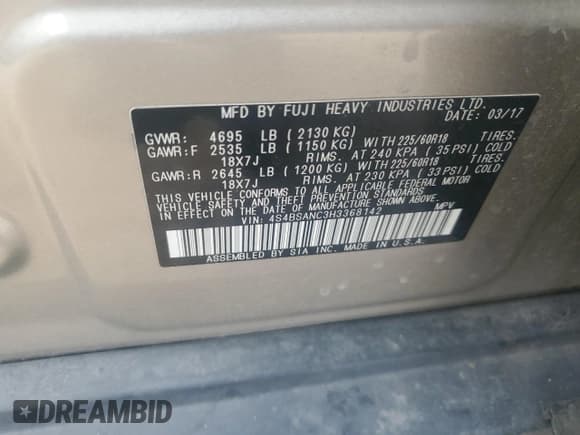 MFD BY FUJI HEAVY INDUSTRIES LTD.
DATE: 03/17
GVWR: 4695 LB ( 2130 KG)
GAWR:F 2535 LB ( 1150 KG) WITH 225/60R18 TIRES.
18X7J RIMS. AT 240 KPA ( 35 PSI) COLD
GAWR:R 2645 LB ( 1200 KG) WITH 225/60R18 TIRES.
18X7J RIMS. AT 230 KPA ( 33 PSI) COLD
THIS VEHICLE CONFORMS TO ALL APPLICABLE FEDERAL MOTOR
VEHICLE SAFETY AND THEFT PREVENTION STANDARDS IN
EFFECT ON THE DATE OF MANUFACTURE SHOWN ABOVE.
VIN: 4S4BSANC3H3368142 MPV
ASSEMBLED BY SIA INC. MADE IN U.S.A.
DREAMBID